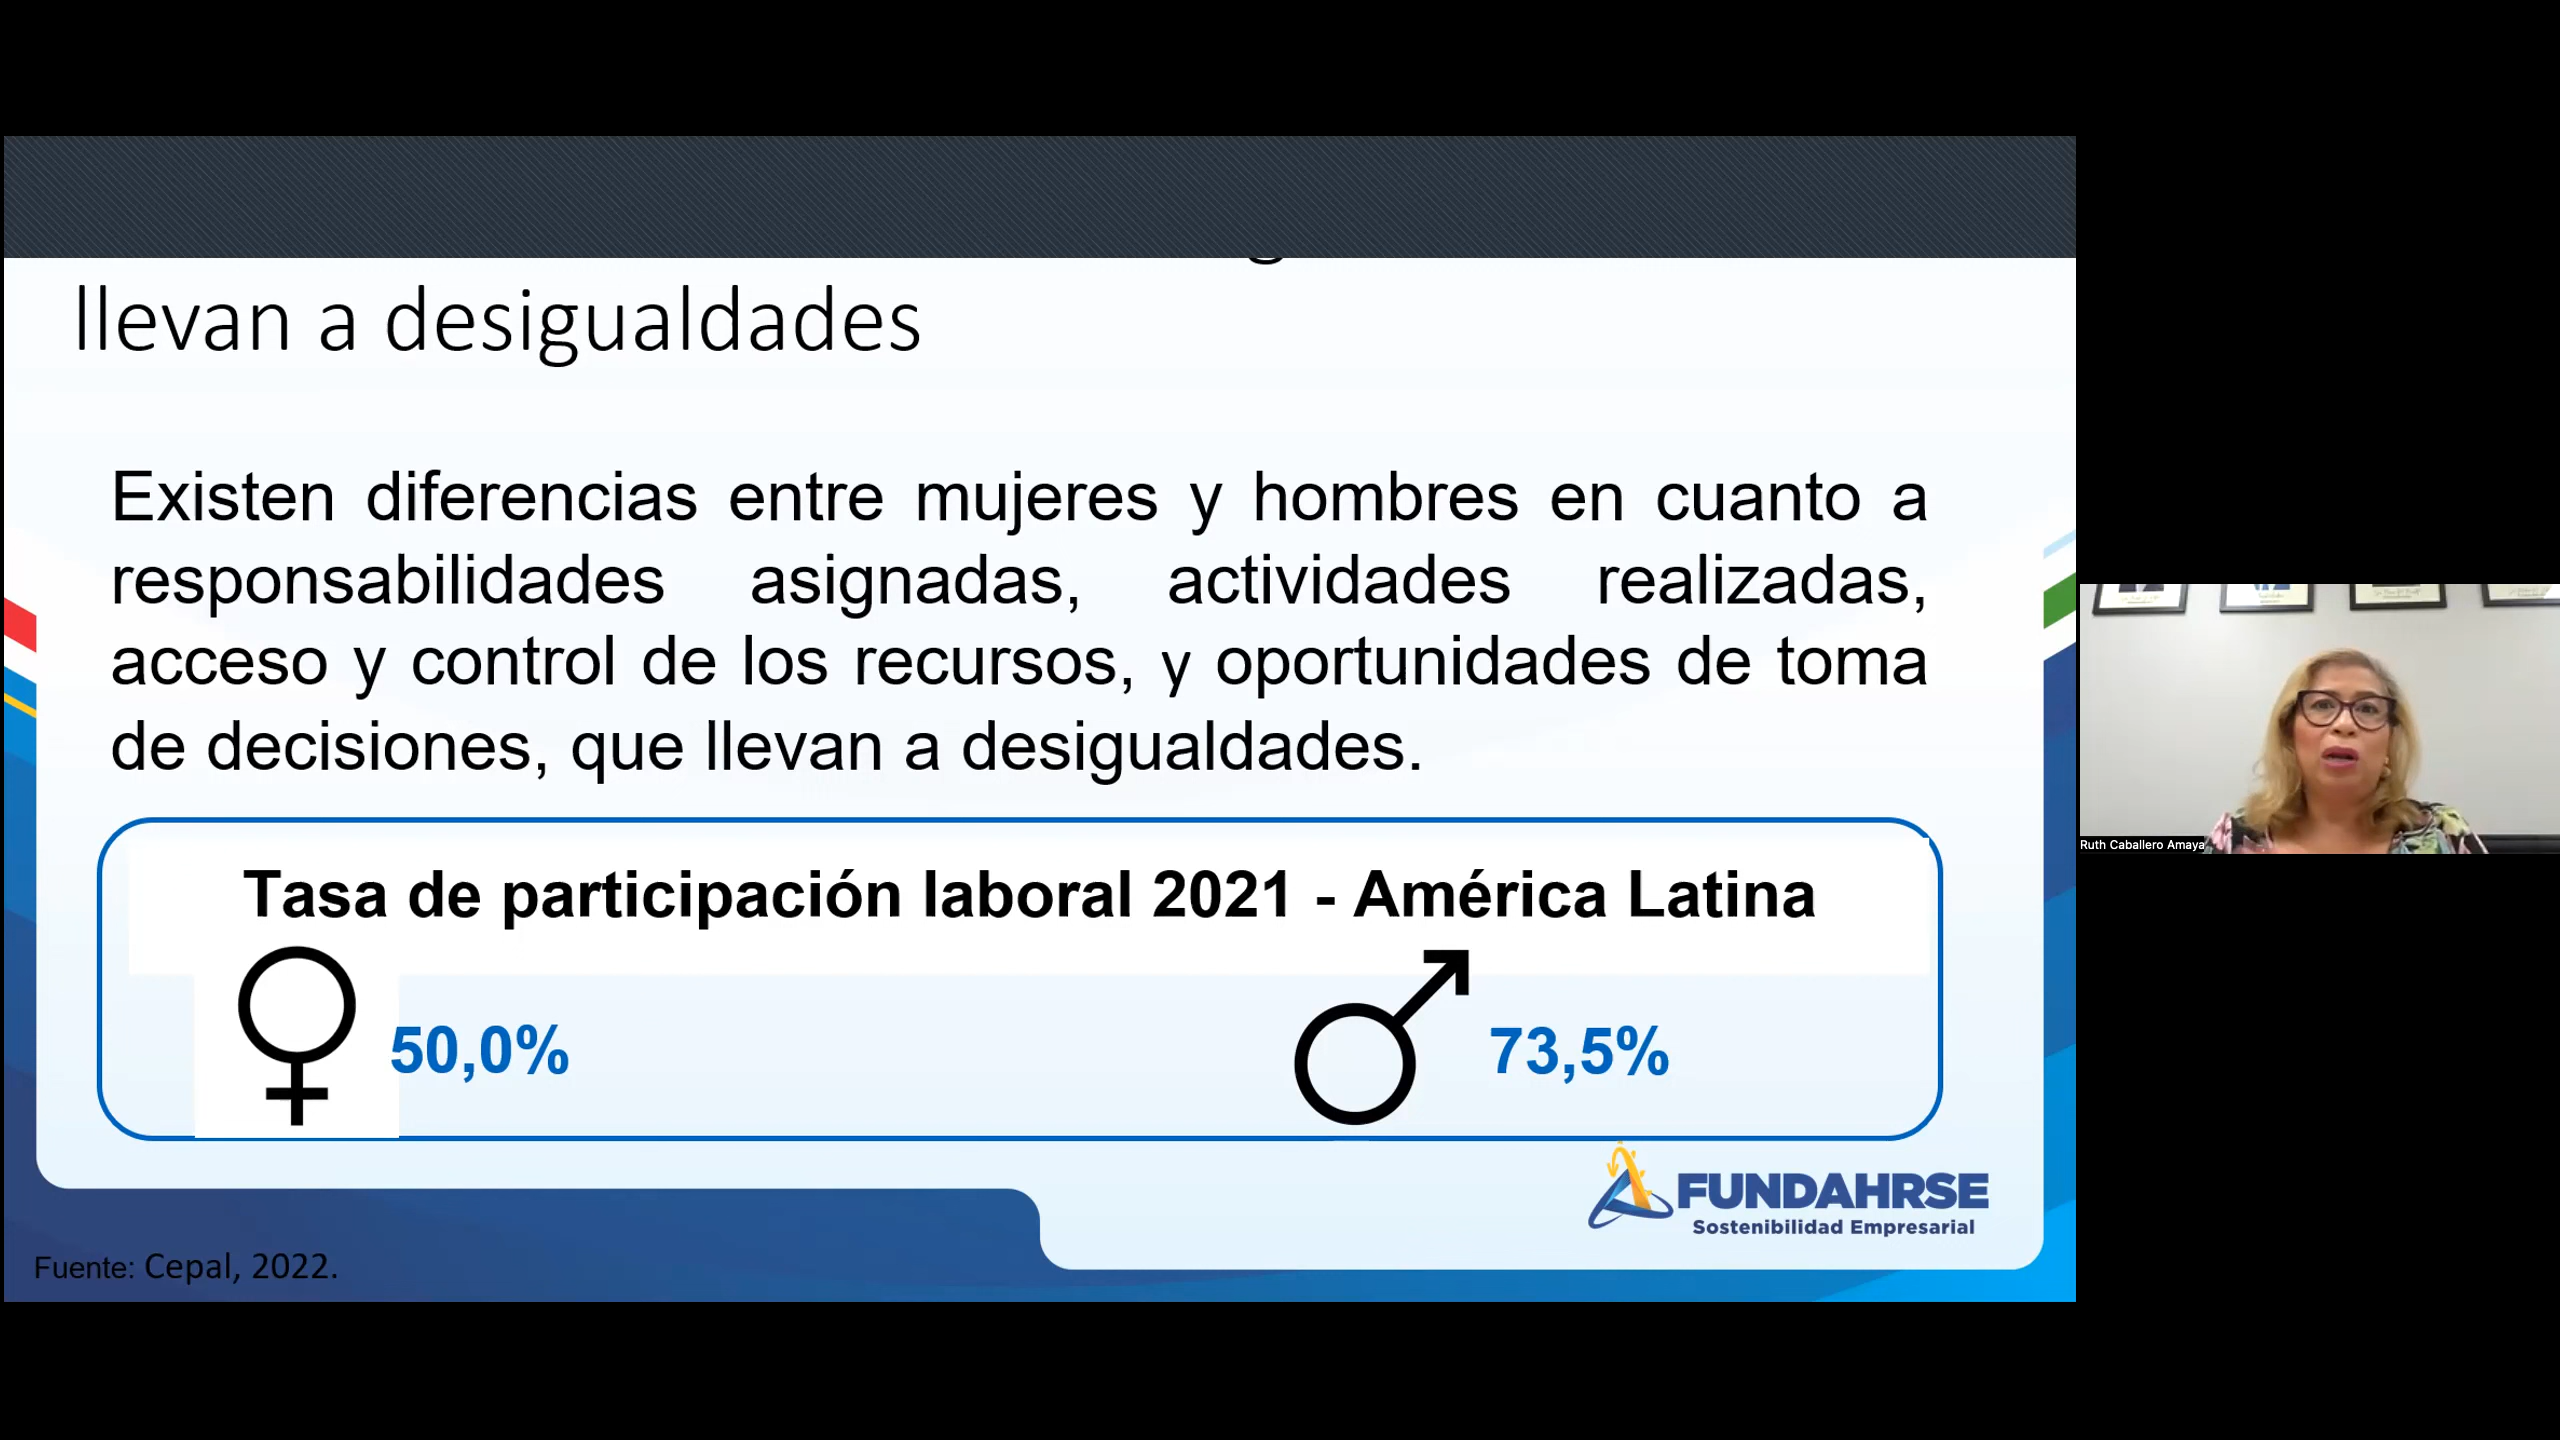 llevan a desigualdades
Existen diferencias entre mujeres y hombres en cuanto a
responsabilidades asignadas, actividades realizadas,
acceso y control de los recursos, y oportunidades de toma
de decisiones, que llevan a desigualdades.
Tasa de participación laboral 2021 - América Latina
50,0%
73,5%
FUNDAHRSE
Sostenibilidad Empresarial
Fuente: Cepal, 2022.
Ruth Caballero Amaya